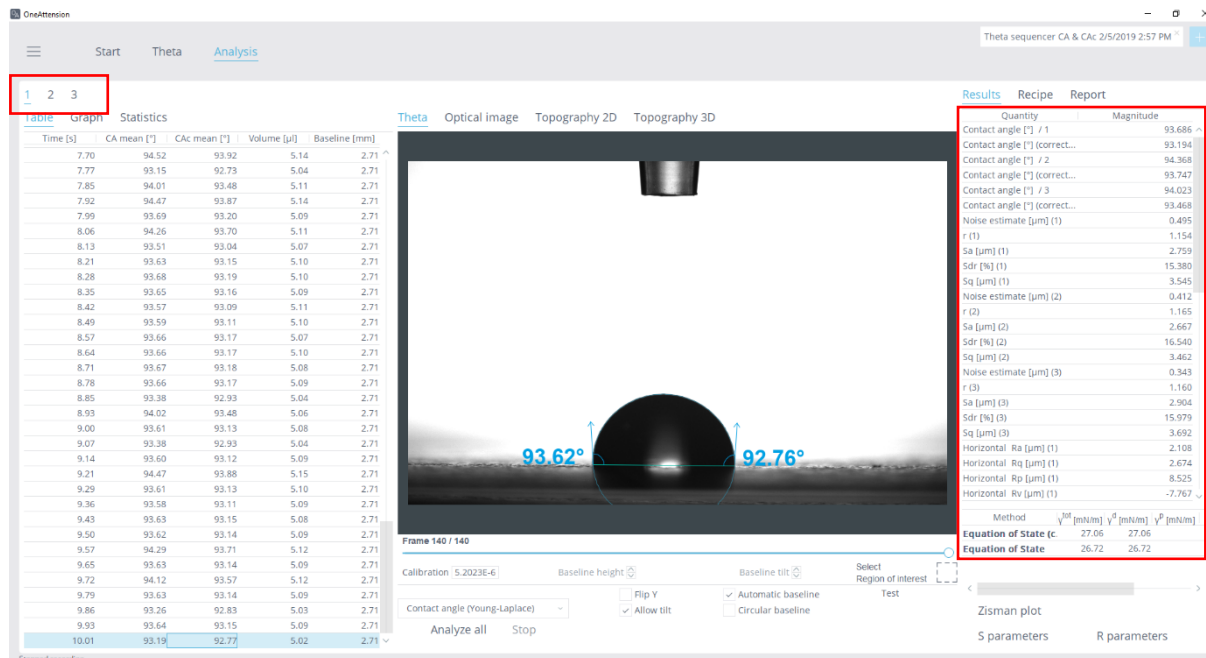 OneAttension
Start Theta Analysis
Theta sequencer CA & CAc 2/5/2019 2:57 PM
1 2 3
Table Graph Statistics
Time [s] CA mean [°] CAc mean [°] Volume [µl] Baseline [mm]
7.70 94.52 93.92 5.14 2.71
7.77 93.15 92.73 5.04 2.71
7.85 94.01 93.48 5.11 2.71
7.92 94.47 93.87 5.14 2.71
7.99 93.69 93.20 5.09 2.71
8.06 94.26 93.70 5.11 2.71
8.13 93.51 93.04 5.07 2.71
8.21 93.63 93.15 5.10 2.71
8.28 93.68 93.19 5.10 2.71
8.35 93.65 93.16 5.09 2.71
8.42 93.57 93.09 5.11 2.71
8.49 93.59 93.11 5.10 2.71
8.57 93.66 93.17 5.07 2.71
8.64 93.66 93.17 5.10 2.71
8.71 93.67 93.18 5.08 2.71
8.78 93.66 93.17 5.09 2.71
8.85 93.38 92.93 5.04 2.71
8.93 94.02 93.48 5.06 2.71
9.00 93.61 93.13 5.08 2.71
9.07 93.38 92.93 5.04 2.71
9.14 93.60 93.12 5.09 2.71
9.21 94.47 93.88 5.15 2.71
9.29 93.61 93.13 5.10 2.71
9.36 93.58 93.11 5.09 2.71
9.43 93.63 93.15 5.08 2.71
9.50 93.62 93.14 5.09 2.71
9.57 94.29 93.71 5.12 2.71
9.65 93.63 93.14 5.09 2.71
9.72 94.12 93.57 5.12 2.71
9.79 93.63 93.14 5.09 2.71
9.86 93.26 92.83 5.03 2.71
9.93 93.64 93.15 5.09 2.71
10.01 93.19 92.77 5.02 2.71
Theta Optical image Topography 2D Topography 3D
93.62° 92.76°
Frame 140 / 140
Calibration 5.2023E-6 Baseline height Baseline tilt
Select
Region of interest
Flip Y Automatic baseline Test
Contact angle (Young-Laplace) Allow tilt Circular baseline
Analyze all Stop
Results Recipe Report
Quantity Magnitude
Contact angle [°] / 1 93.686
Contact angle [°] (correct... 93.194
Contact angle [°] / 2 94.368
Contact angle [°] (correct... 93.747
Contact angle [°] / 3 94.023
Contact angle [°] (correct... 93.468
Noise estimate [µm] (1) 0.495
r (1) 1.154
Sa [µm] (1) 2.759
Sdr [%] (1) 15.380
Sq [µm] (1) 3.545
Noise estimate [µm] (2) 0.412
r (2) 1.165
Sa [µm] (2) 2.667
Sdr [%] (2) 16.540
Sq [µm] (2) 3.462
Noise estimate [µm] (3) 0.343
r (3) 1.160
Sa [µm] (3) 2.904
Sdr [%] (3) 15.979
Sq [µm] (3) 3.692
Horizontal Ra [µm] (1) 2.108
Horizontal Rq [µm] (1) 2.674
Horizontal Rp [µm] (1) 8.525
Horizontal Rv [µm] (1) -7.767
Method γtot [mN/m] γd [mN/m] γp [mN/m]
Equation of State (c. 27.06 27.06
Equation of State 26.72 26.72
Zisman plot
S parameters R parameters